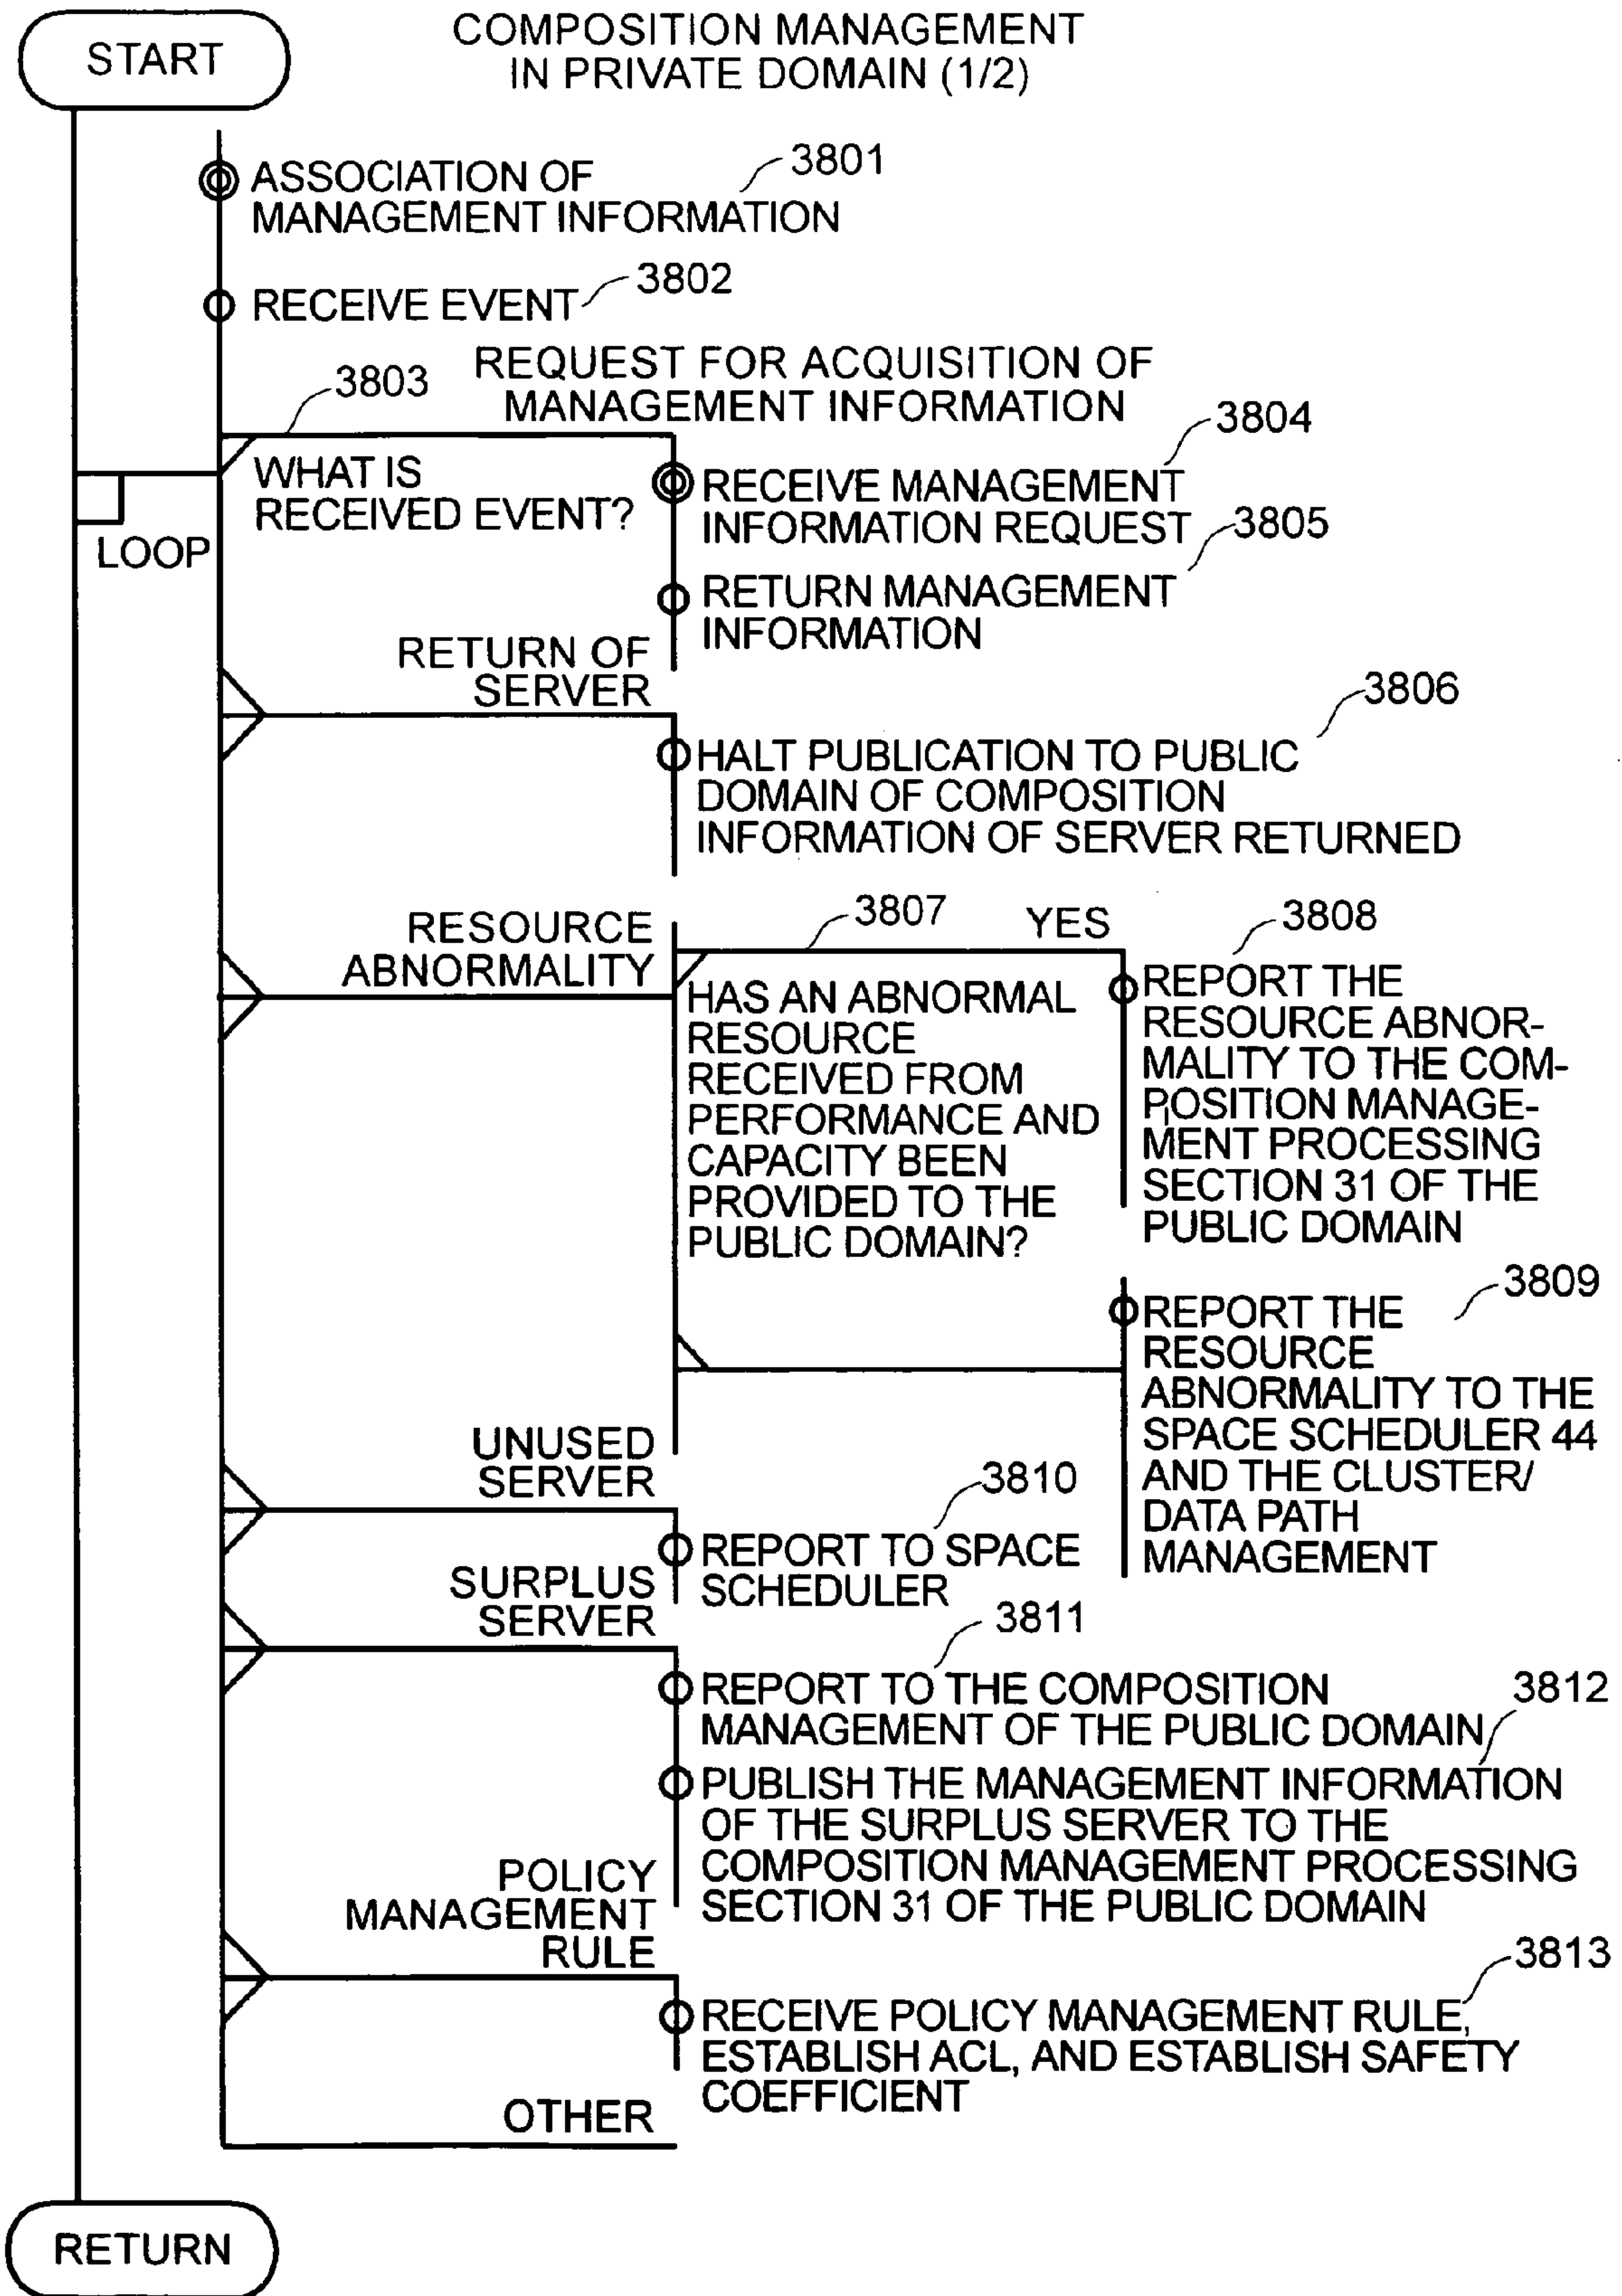 START
COMPOSITION MANAGEMENT
IN PRIVATE DOMAIN (1/2)
ASSOCIATION OF
MANAGEMENT INFORMATION
3801
RECEIVE EVENT
3802
3803
REQUEST FOR ACQUISITION OF
MANAGEMENT INFORMATION
WHAT IS
RECEIVED EVENT?
LOOP
3804
RECEIVE MANAGEMENT
INFORMATION REQUEST
3805
RETURN MANAGEMENT
INFORMATION
RETURN OF
SERVER
3806
HALT PUBLICATION TO PUBLIC
DOMAIN OF COMPOSITION
INFORMATION OF SERVER RETURNED
RESOURCE
ABNORMALITY
3807
YES
HAS AN ABNORMAL
RESOURCE
RECEIVED FROM
PERFORMANCE AND
CAPACITY BEEN
PROVIDED TO THE
PUBLIC DOMAIN?
3808
REPORT THE
RESOURCE ABNOR-
MALITY TO THE COM-
POSITION MANAGE-
MENT PROCESSING
SECTION 31 OF THE
PUBLIC DOMAIN
3809
REPORT THE
RESOURCE
ABNORMALITY TO THE
SPACE SCHEDULER 44
AND THE CLUSTER/
DATA PATH
MANAGEMENT
UNUSED
SERVER
3810
REPORT TO SPACE
SCHEDULER
SURPLUS
SERVER
3811
REPORT TO THE COMPOSITION
MANAGEMENT OF THE PUBLIC DOMAIN
3812
PUBLISH THE MANAGEMENT INFORMATION
OF THE SURPLUS SERVER TO THE
COMPOSITION MANAGEMENT PROCESSING
SECTION 31 OF THE PUBLIC DOMAIN
POLICY
MANAGEMENT
RULE
3813
RECEIVE POLICY MANAGEMENT RULE,
ESTABLISH ACL, AND ESTABLISH SAFETY
COEFFICIENT
OTHER
RETURN